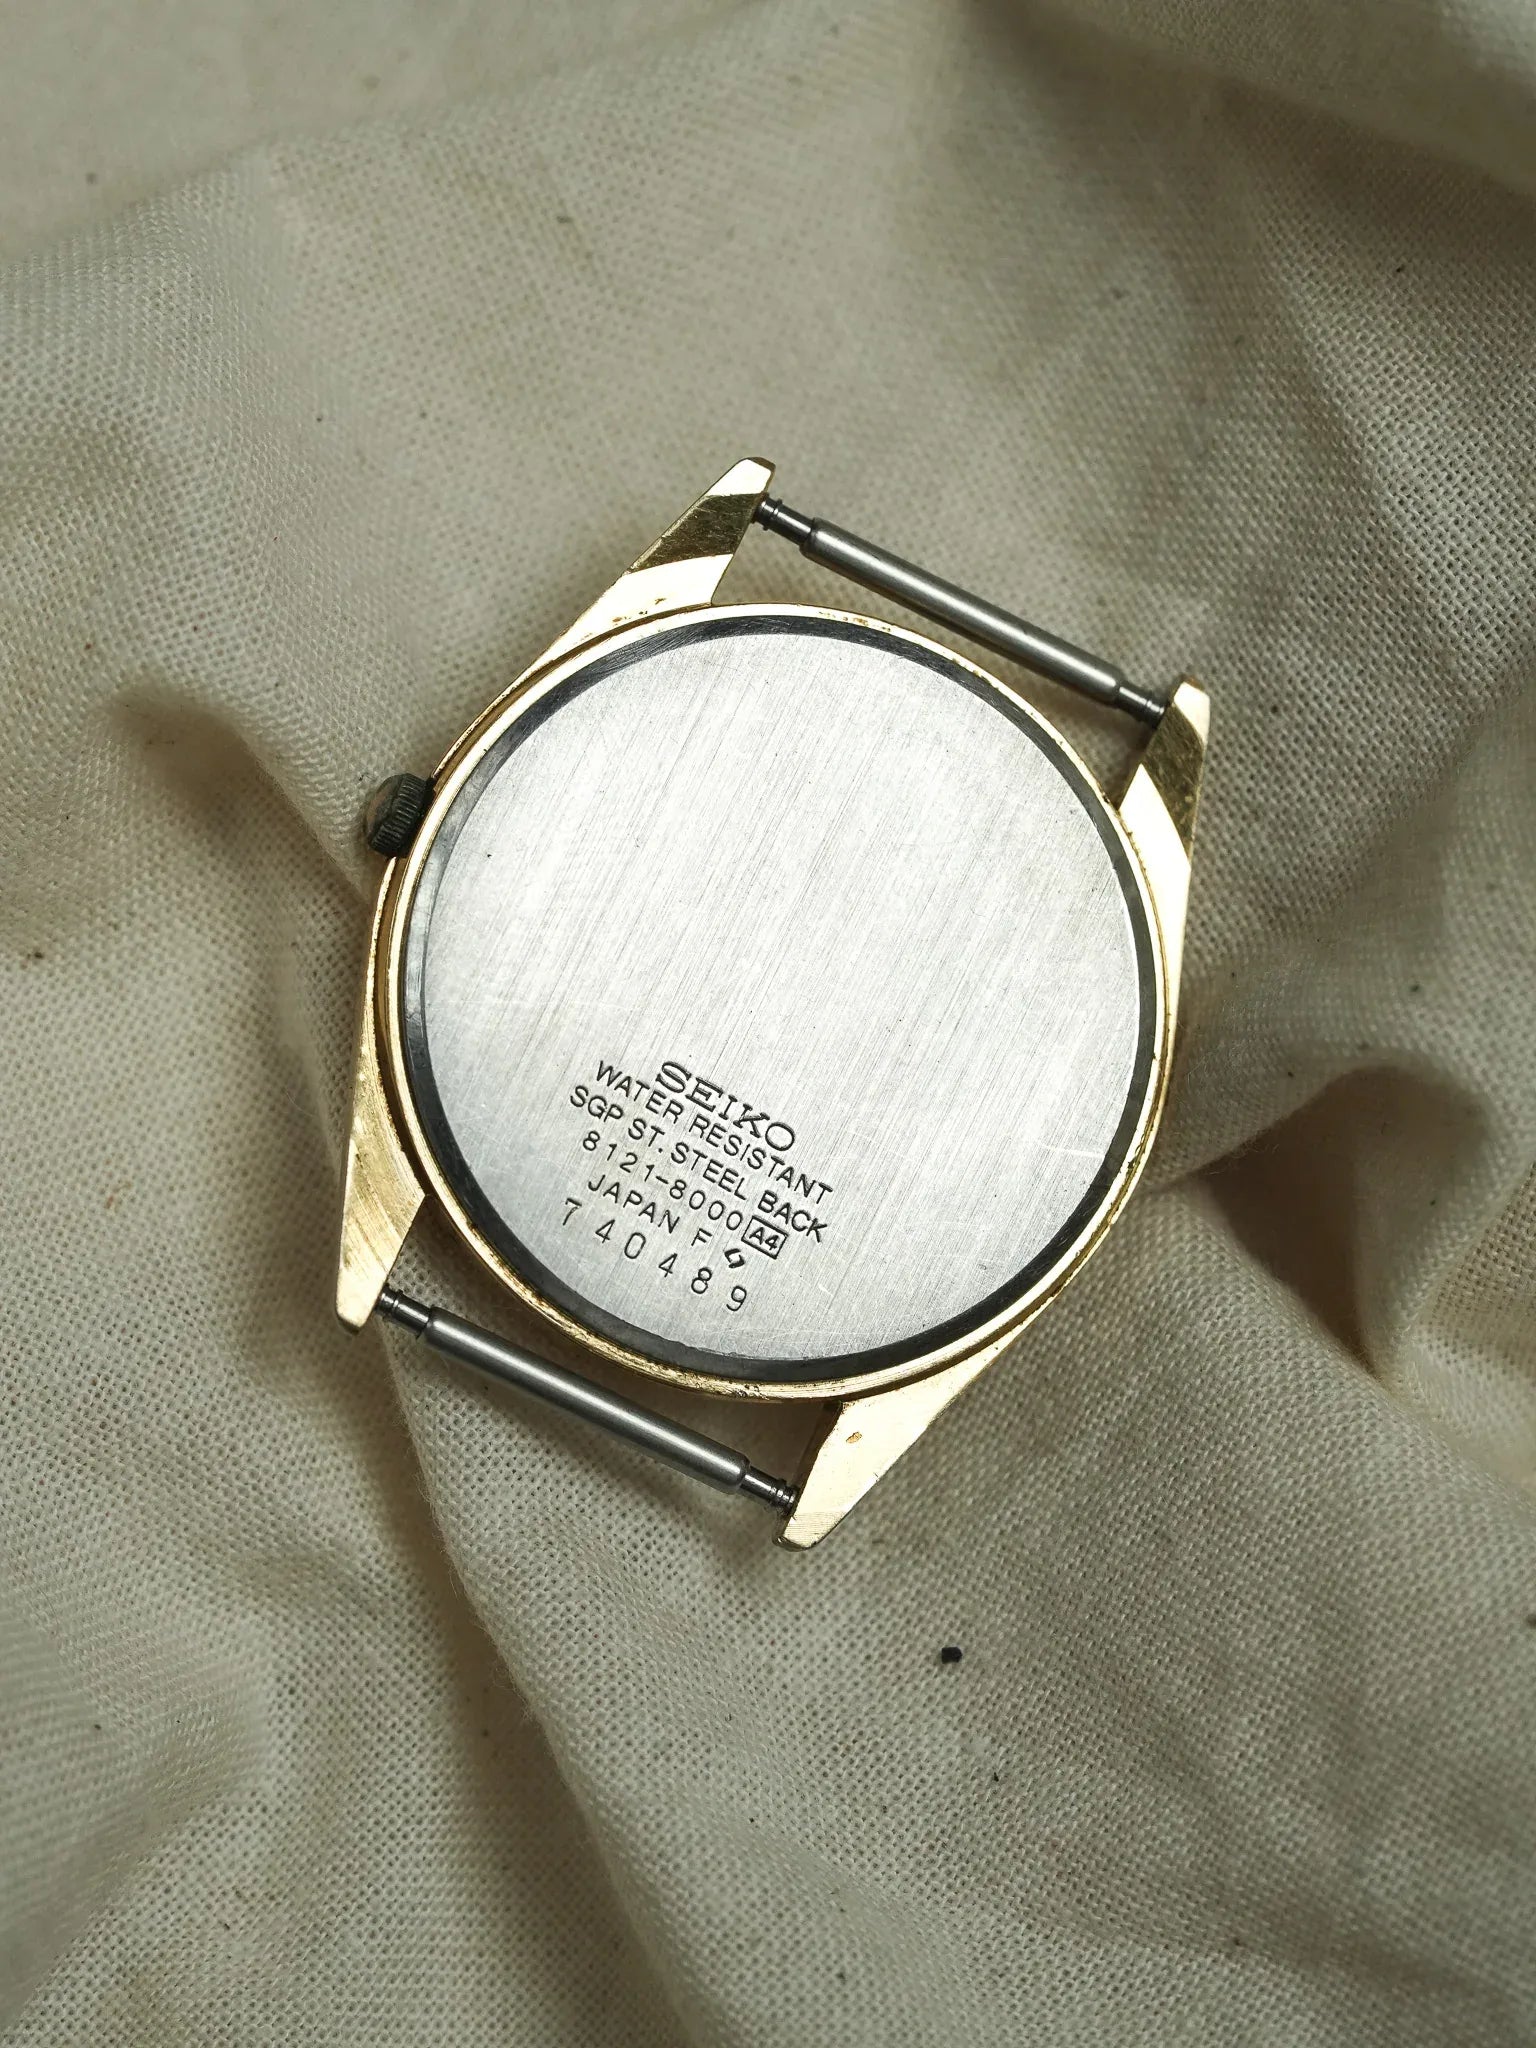 SEIKO
WATER RESISTANT
SGP ST. STEEL BACK
8121-8000 A4
JAPAN F
740489